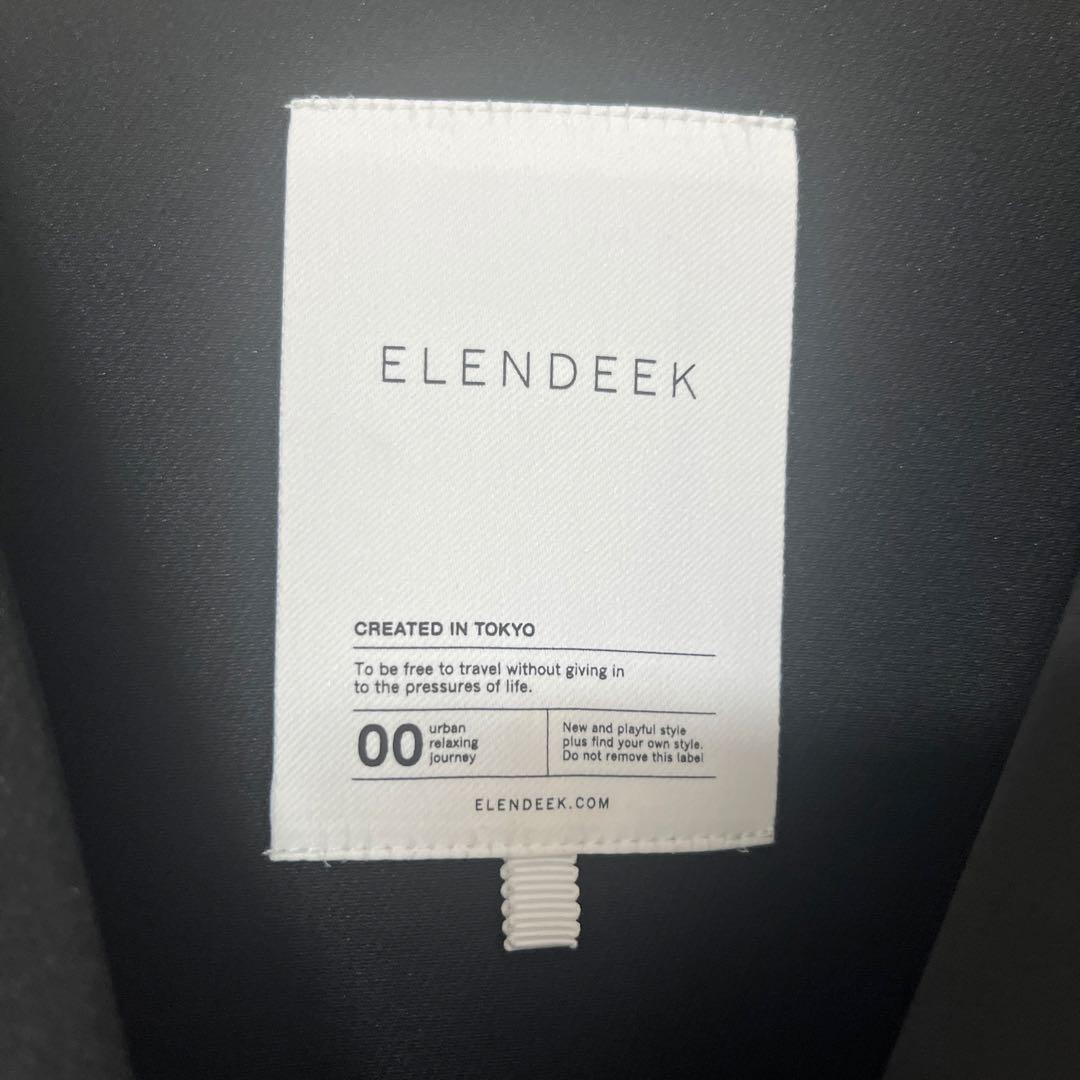 ELENDEEK
CREATED IN TOKYO
To be free to travel without giving in
to the pressures of life.
00
urban
relaxing
journey
New and playful style
plus find your own style.
Do not remove this label
ELENDEEK.COM